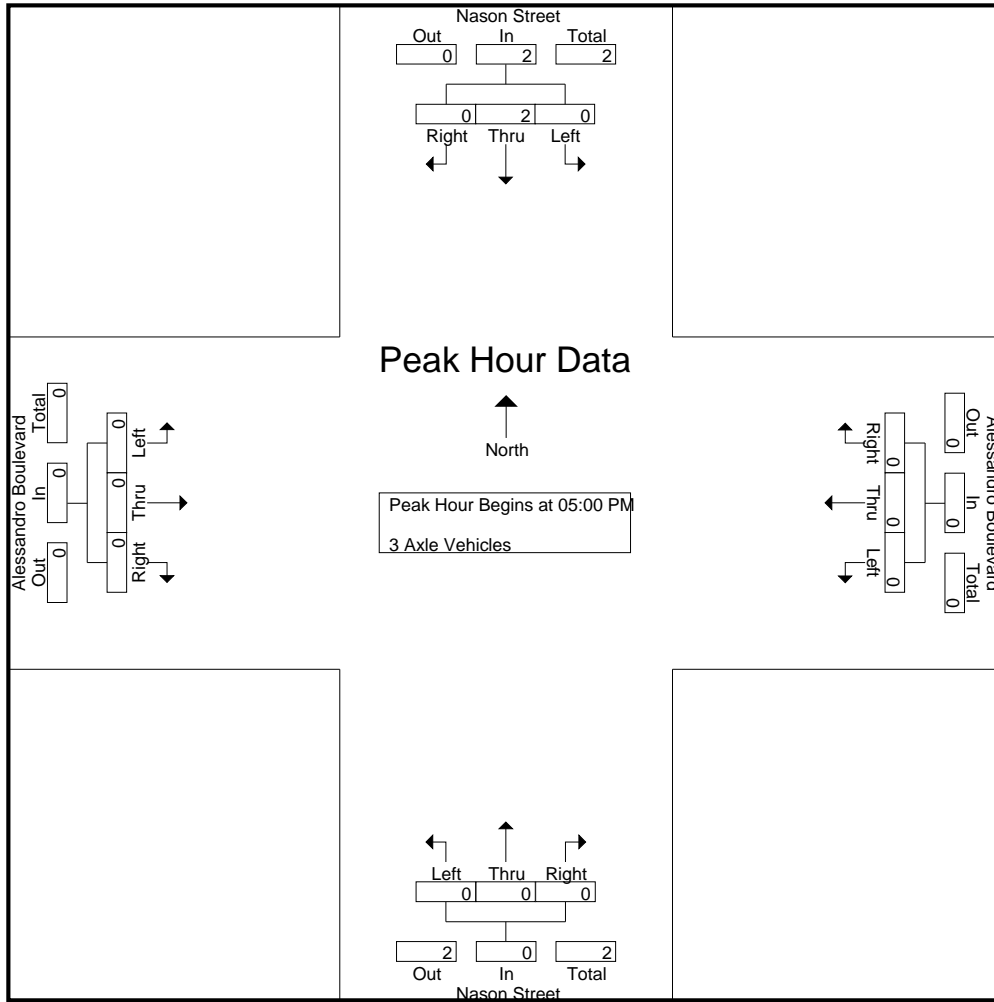 Nason Street
Out In Total
0 2 2
0 2 0
Right Thru Left
Peak Hour Data
North
Peak Hour Begins at 05:00 PM
3 Axle Vehicles
Alessandro Boulevard
Out In Total
0 0 0
Left Thru Right
0 0 0
Alessandro Boulevard
Out In Total
0 0 0
Right Thru Left
0 0 0
Left Thru Right
0 0 0
2 0 2
Out In Total
Nason Street